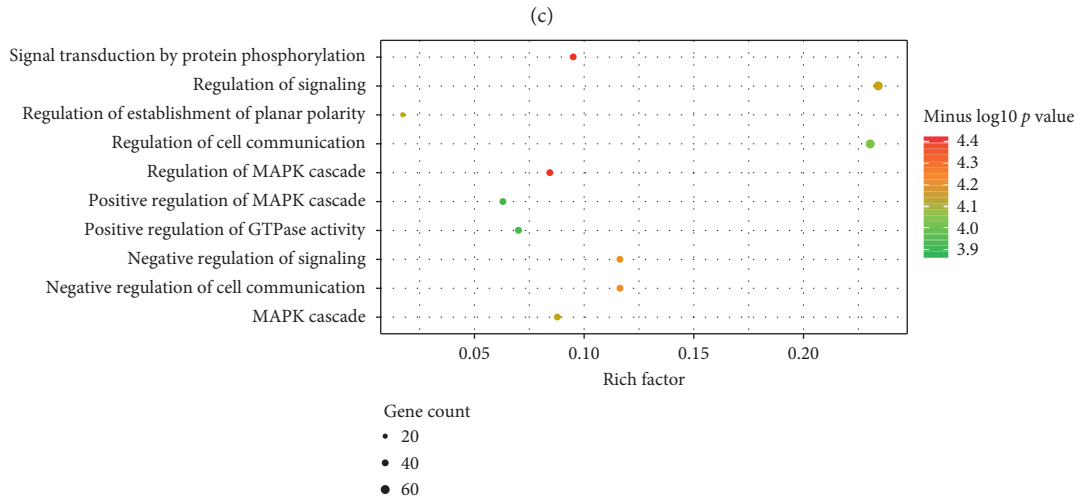 (c)
Signal transduction by protein phosphorylation
Regulation of signaling
Regulation of establishment of planar polarity
Regulation of cell communication
Regulation of MAPK cascade
Positive regulation of MAPK cascade
Positive regulation of GTPase activity
Negative regulation of signaling
Negative regulation of cell communication
MAPK cascade
0.05 0.10 0.15 0.20
Rich factor
Minus log10 p value
4.4
4.3
4.2
4.1
4.0
3.9
Gene count
20
40
60